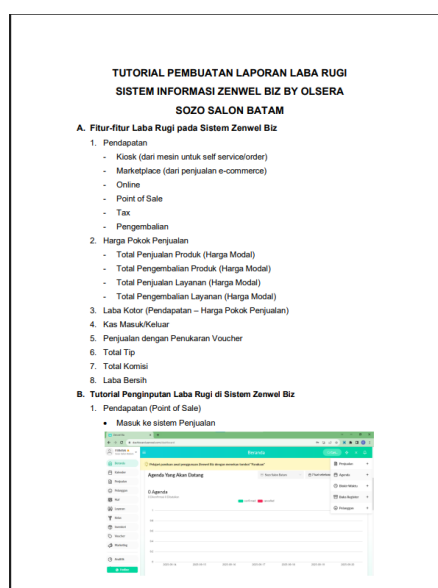 TUTORIAL PEMBUATAN LAPORAN LABA RUGI
SISTEM INFORMASI ZENWEL BIZ BY OLSERA
SOZO SALON BATAM
A. Fitur-fitur Laba Rugi pada Sistem Zenwel Biz
1. Pendapatan
- Kiosk (dari mesin untuk self service/order)
- Marketplace (dari penjualan e-commerce)
- Online
- Point of Sale
- Tax
- Pengembalian
2. Harga Pokok Penjualan
- Total Penjualan Produk (Harga Modal)
- Total Pengembalian Produk (Harga Modal)
- Total Penjualan Layanan (Harga Modal)
- Total Pengembalian Layanan (Harga Modal)
3. Laba Kotor (Pendapatan – Harga Pokok Penjualan)
4. Kas Masuk/Keluar
5. Penjualan dengan Penukaran Voucher
6. Total Tip
7. Total Komisi
8. Laba Bersih
B. Tutorial Penginputan Laba Rugi di Sistem Zenwel Biz
1. Pendapatan (Point of Sale)
• Masuk ke sistem Penjualan
Beranda
Agenda Yang Akan Datang
0 Agenda